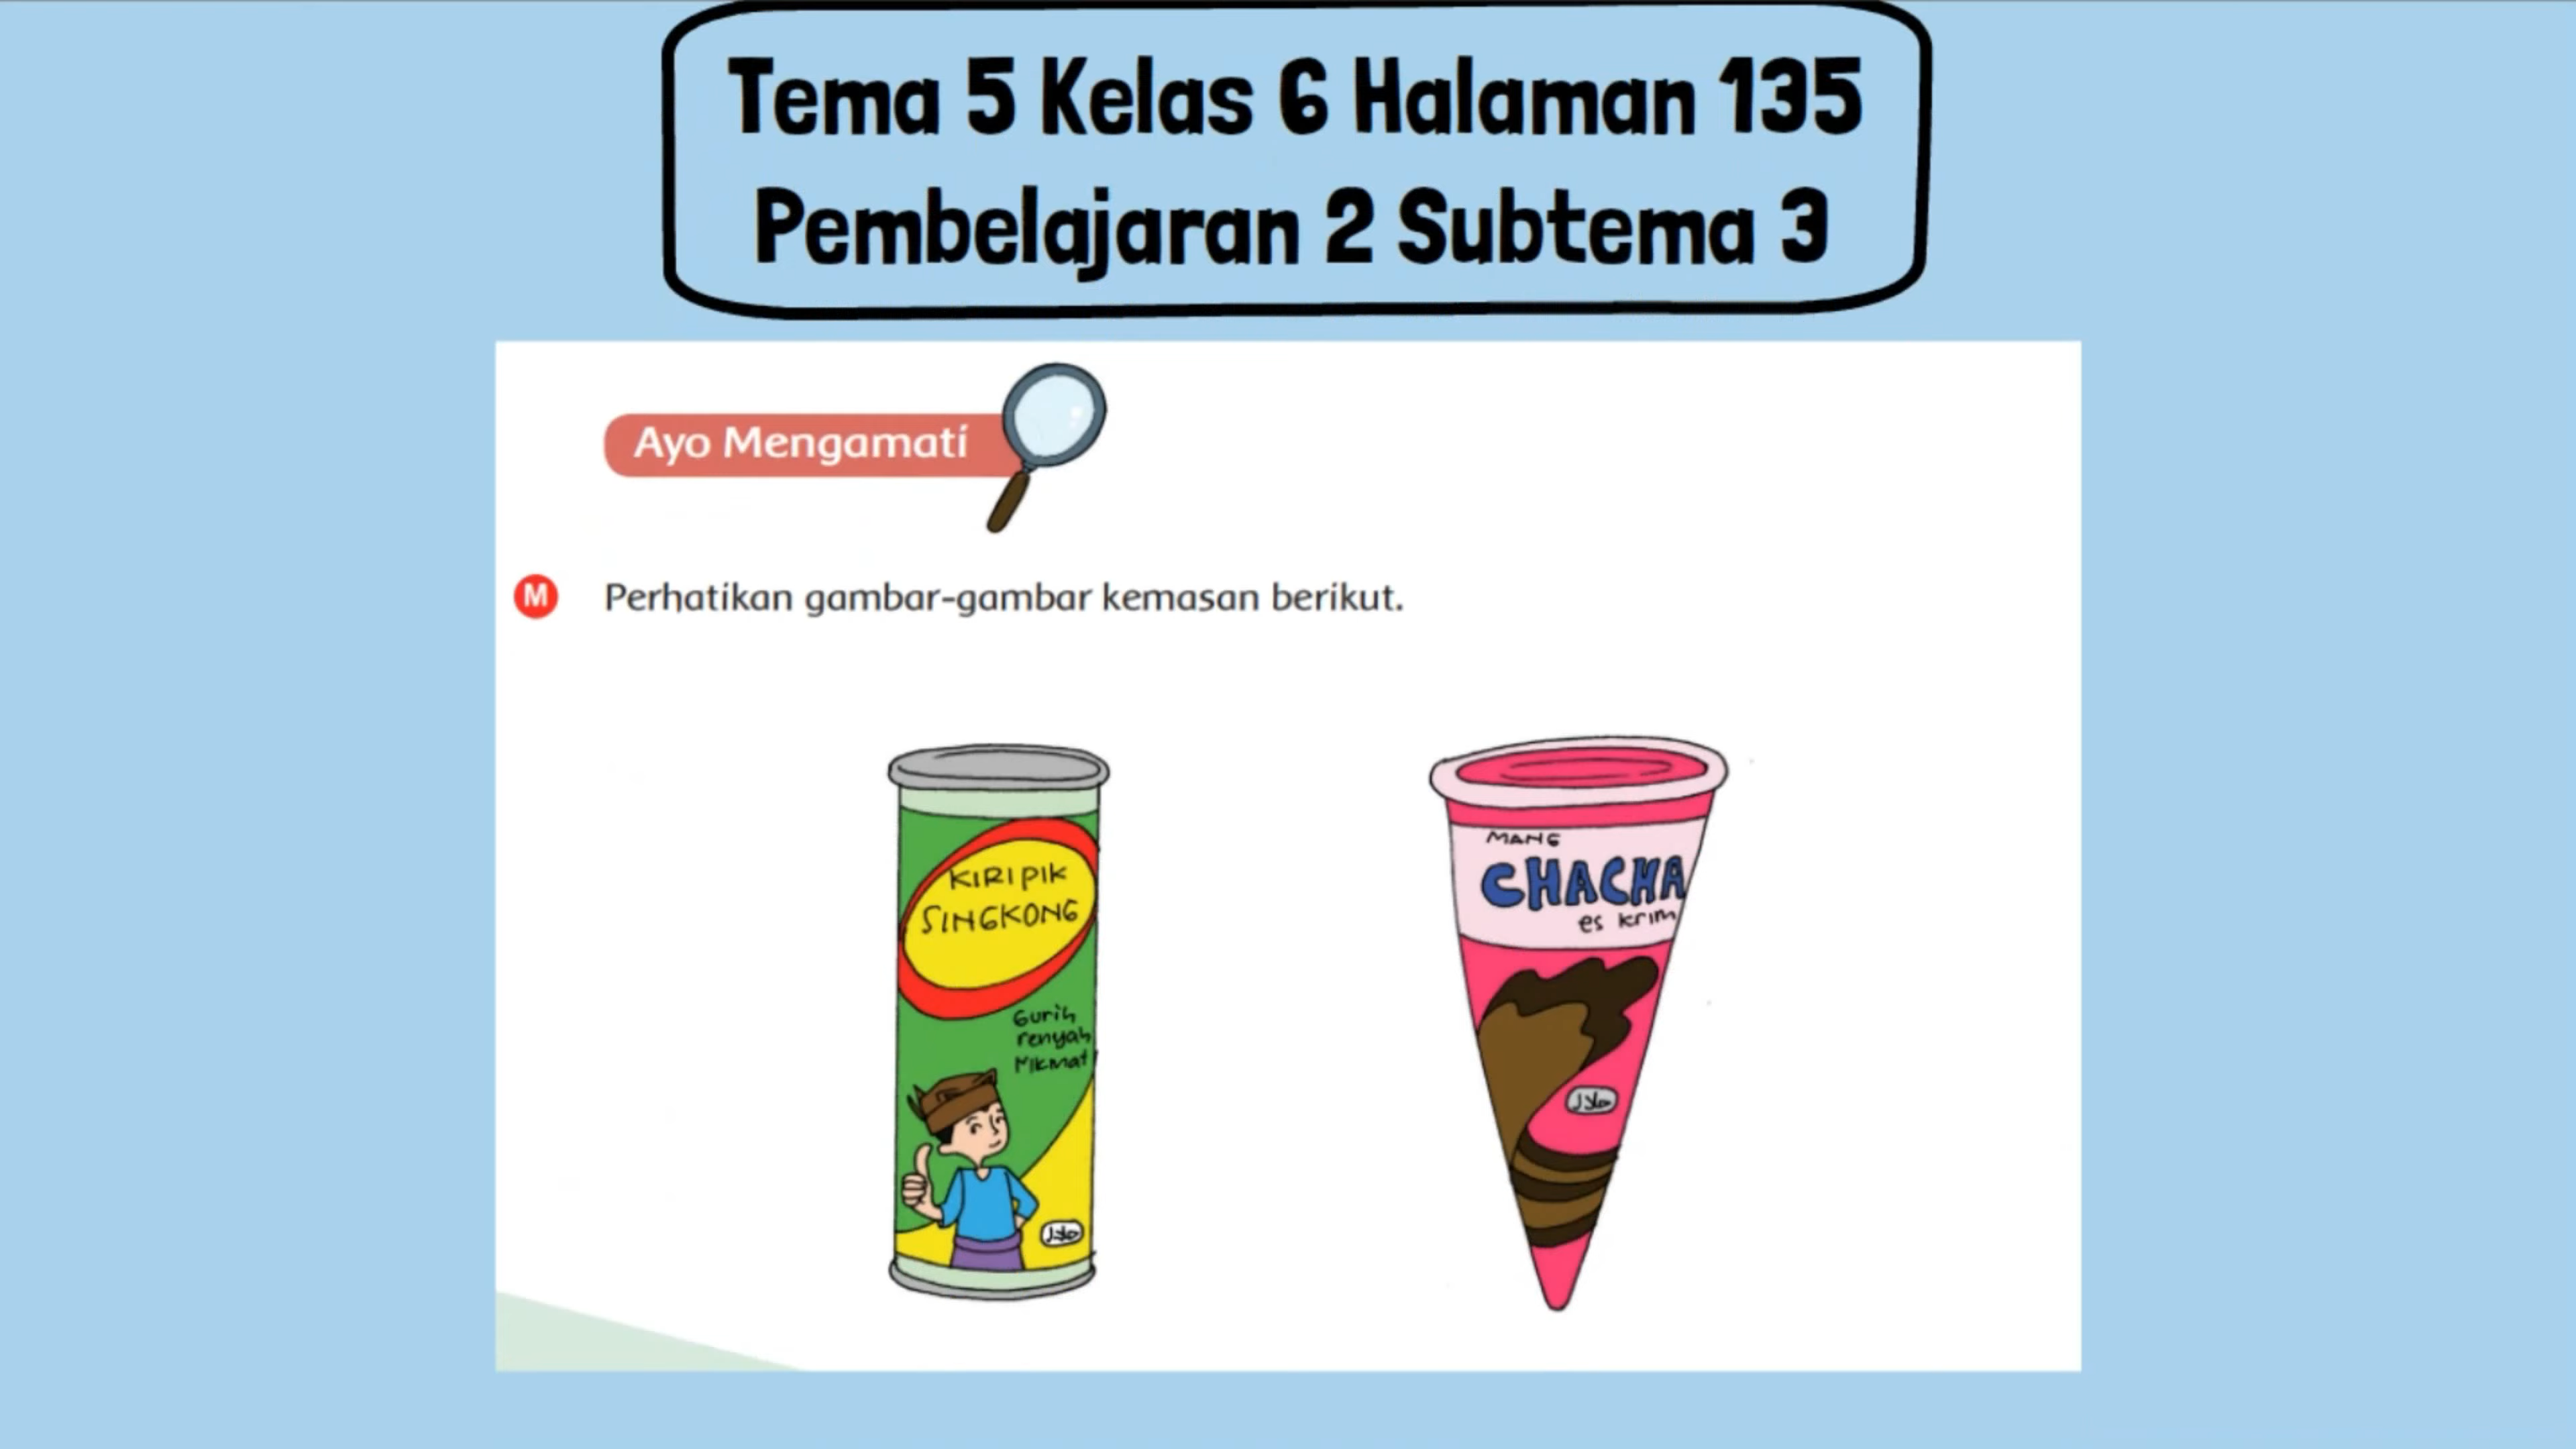 Tema 5 Kelas 6 Halaman 135
Pembelajaran 2 Subtema 3
Ayo Mengamati
M Perhatikan gambar-gambar kemasan berikut.
KIRIPIK
SINGKONG
Gurih
renyah
Nikmat
MANG
CHACHA
es krim